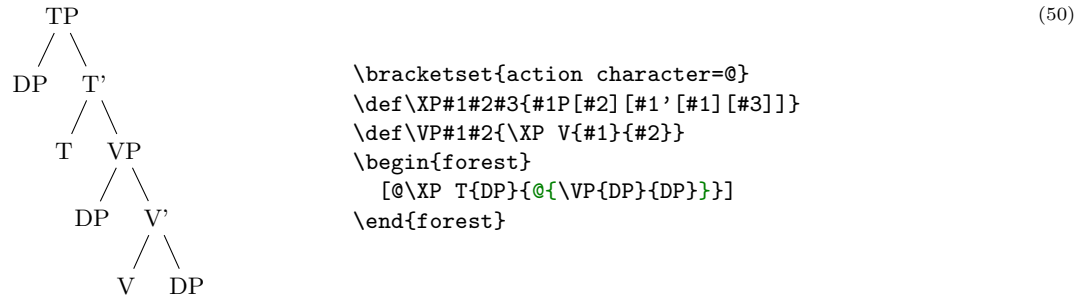 TP
(50)
DP T'
T VP
DP V'
V DP
\bracketset{action character=@}
\def\XP#1#2#3{#1P[#2][#1'[#1][#3]]}
\def\VP#1#2{\XP V{#1}{#2}}
\begin{forest}
[@\XP T{DP}{@{\VP{DP}{DP}}}]
\end{forest}